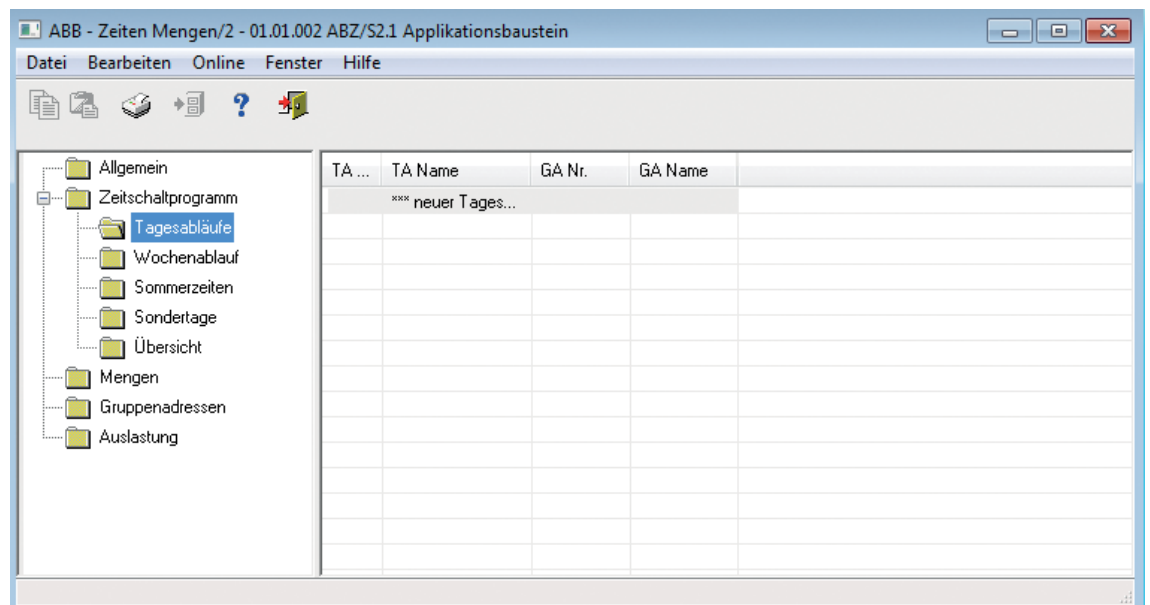 ABB - Zeiten Mengen/2 - 01.01.002 ABZ/S2.1 Applikationsbaustein
Datei Bearbeiten Online Fenster Hilfe
?
Allgemein
Zeitschaltprogramm
Tagesabläufe
Wochenablauf
Sommerzeiten
Sondertage
Übersicht
Mengen
Gruppenadressen
Auslastung
TA ... TA Name GA Nr. GA Name
*** neuer Tages...